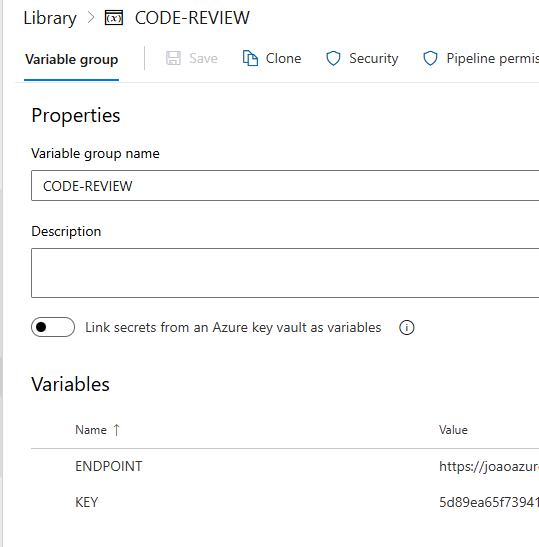 Library > (x) CODE-REVIEW
Variable group Save Clone Security Pipeline permis
Properties
Variable group name
CODE-REVIEW
Description
Link secrets from an Azure key vault as variables
Variables
Name ↑ Value
ENDPOINT https://joaoazur
KEY 5d89ea65f73941